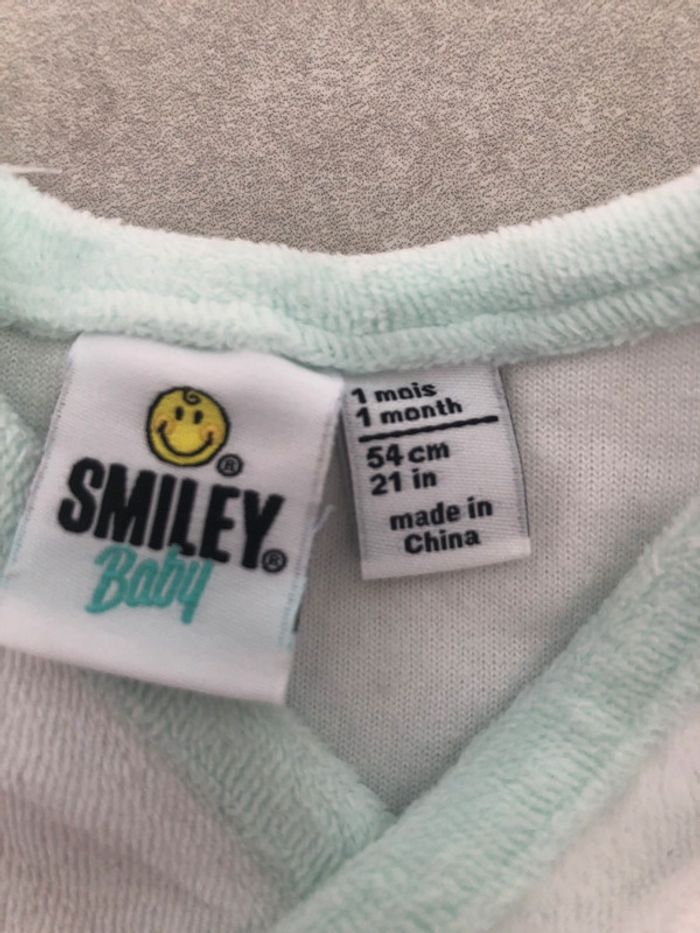 SMILEY®
Baby
1 mois
1 month
54 cm
21 in
made in
China